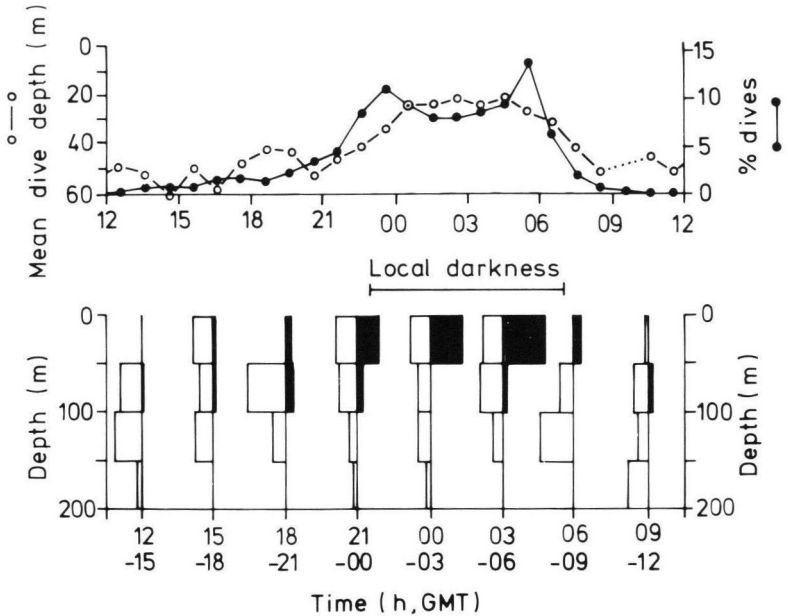 Mean dive depth (m)
0
20
40
60
15
10
5
0
% dives
12 15 18 21 00 03 06 09 12
Local darkness
Depth (m)
0
100
200
0
100
200
Depth (m)
12 15 18 21 00 03 06 09
-15 -18 -21 -00 -03 -06 -09 -12
Time (h, GMT)